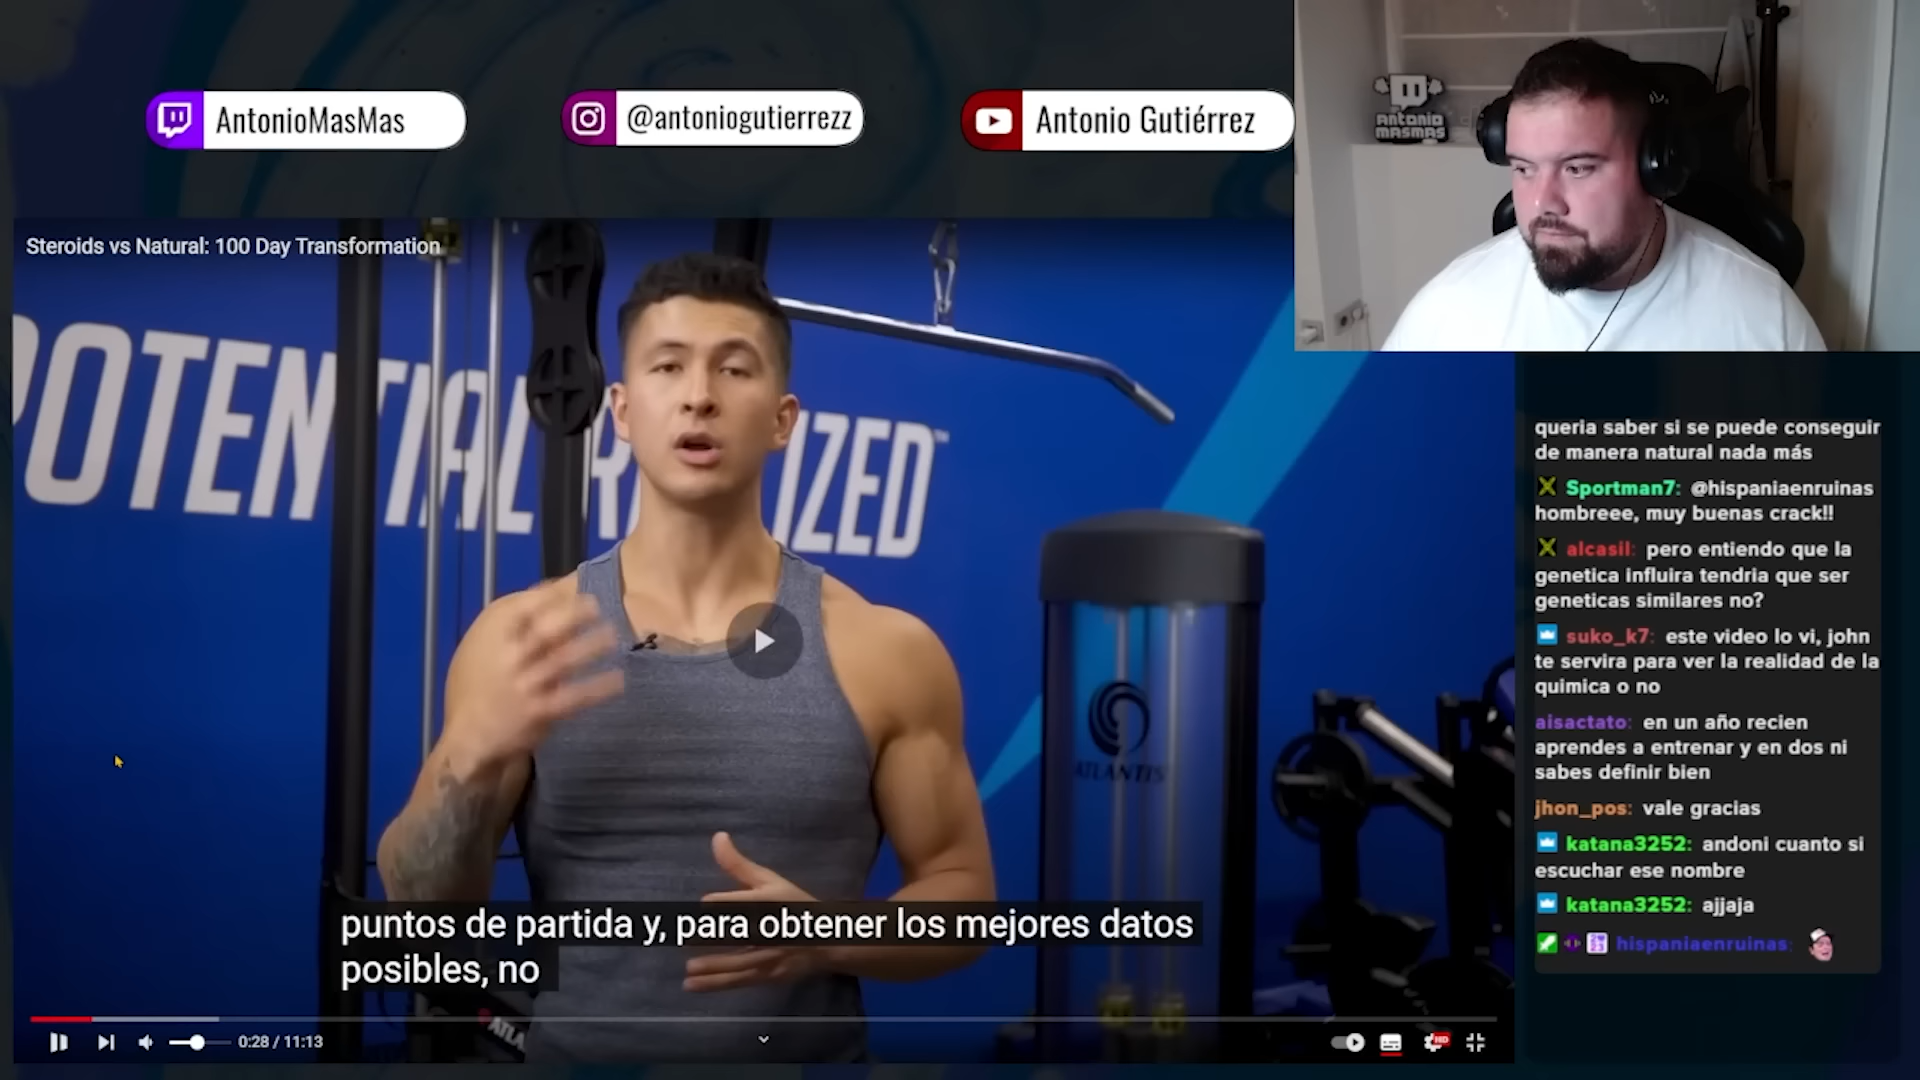 AntonioMasMas
@antoniogutierrezz
Antonio Gutiérrez
ANTONIO
MASMAS
Steroids vs Natural: 100 Day Transformation
ATLANTIS
puntos de partida y, para obtener los mejores datos
posibles, no
0:28 / 11:13
HD
queria saber si se puede conseguir
de manera natural nada más
Sportman7: @hispaniaenruinas
hombreee, muy buenas crack!!
alcasil: pero entiendo que la
genetica influira tendria que ser
geneticas similares no?
suko_k7: este video lo vi, john
te servira para ver la realidad de la
quimica o no
aisactato: en un año recien
aprendes a entrenar y en dos ni
sabes definir bien
jhon_pos: vale gracias
katana3252: andoni cuanto si
escuchar ese nombre
katana3252: ajjaja
hispaniaenruinas: